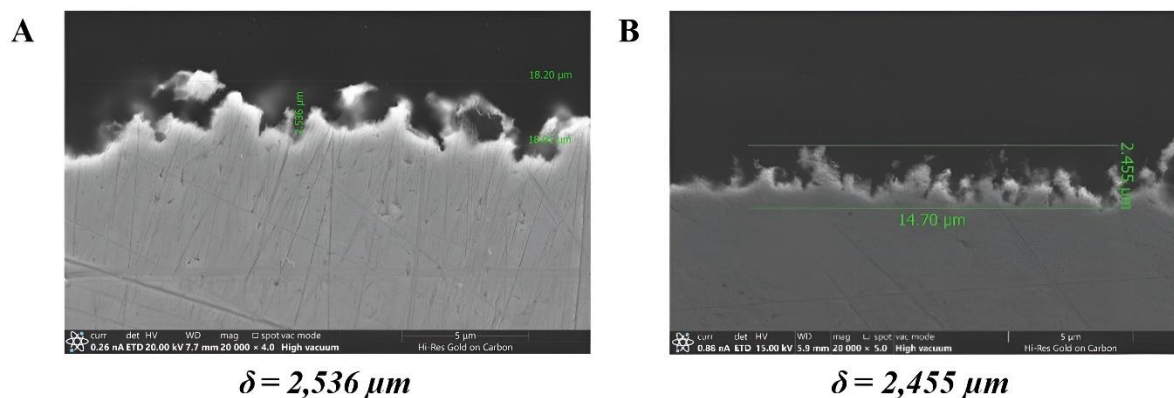 A
18.20 µm
2.536 µm
curr det HV WD mag □ spot vac mode
0.26 nA ETD 20.00 kV 7.7 mm 20 000 × 4.0 High vacuum
5 µm
Hi-Res Gold on Carbon
δ = 2,536 µm
B
2.455 µm
14.70 µm
curr det HV WD mag □ spot vac mode
0.86 nA ETD 15.00 kV 5.9 mm 20 000 × 5.0 High vacuum
5 µm
Hi-Res Gold on Carbon
δ = 2,455 µm